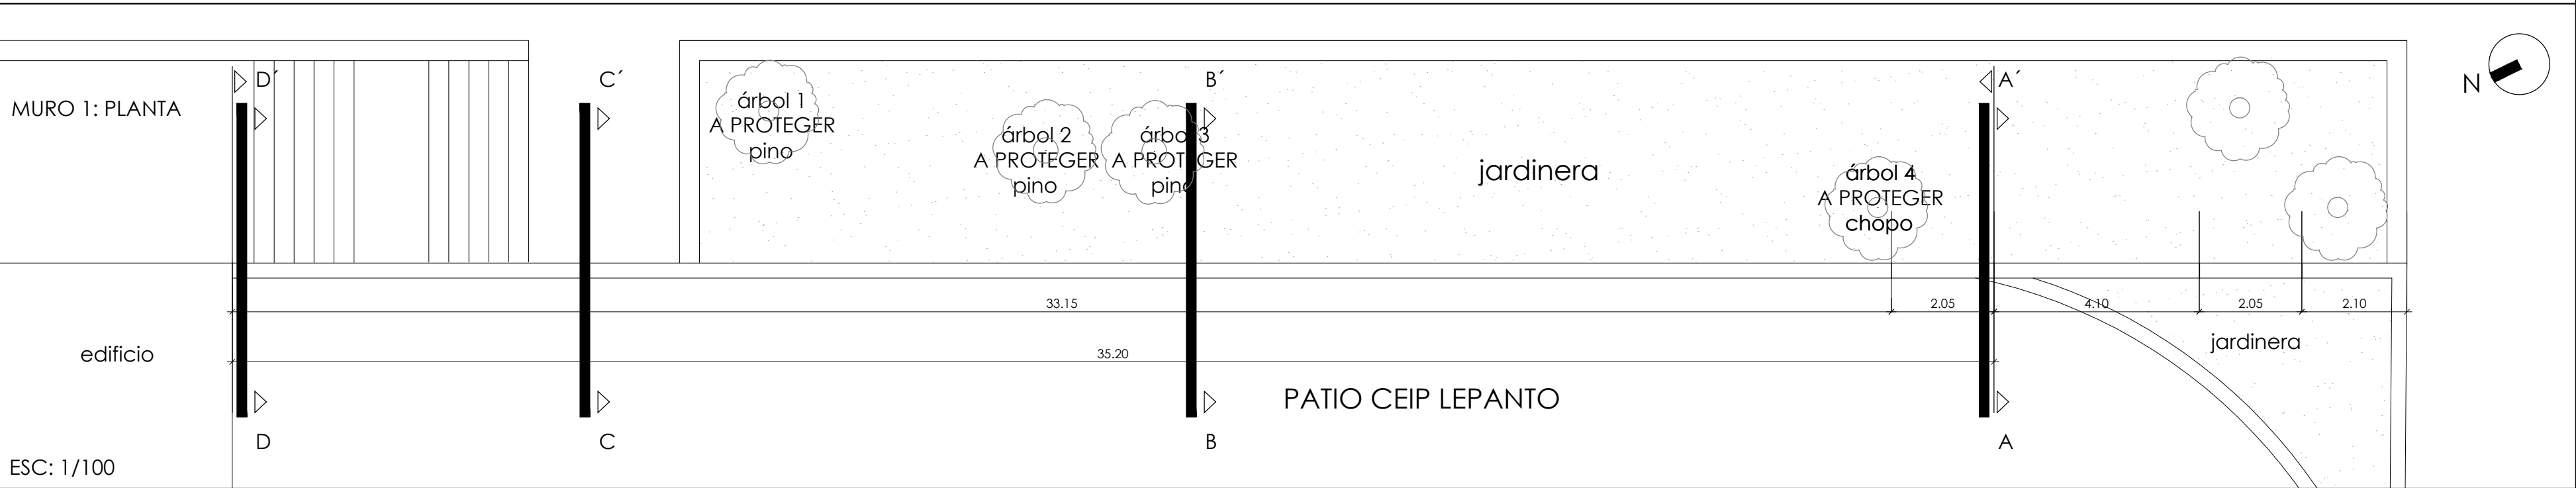 D´
C´
B´
A´
N
MURO 1: PLANTA
árbol 1
A PROTEGER
pino
árbol 2
A PROTEGER
pino
árbol 3
A PROTEGER
pino
jardinera
árbol 4
A PROTEGER
chopo
33.15
2.05
4.10
2.05
2.10
35.20
edificio
jardinera
PATIO CEIP LEPANTO
D
C
B
A
ESC: 1/100